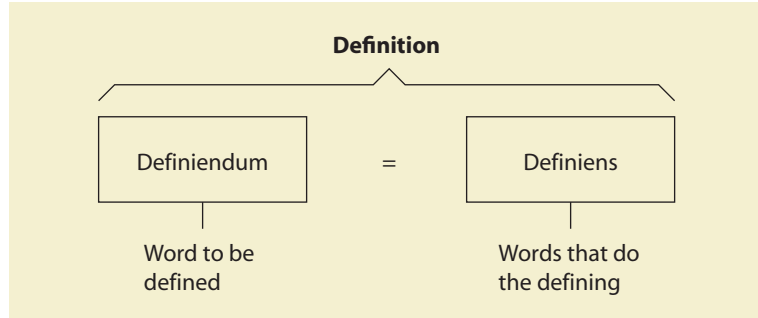 Definition
Definiendum = Definiens
Word to be
defined
Words that do
the defining